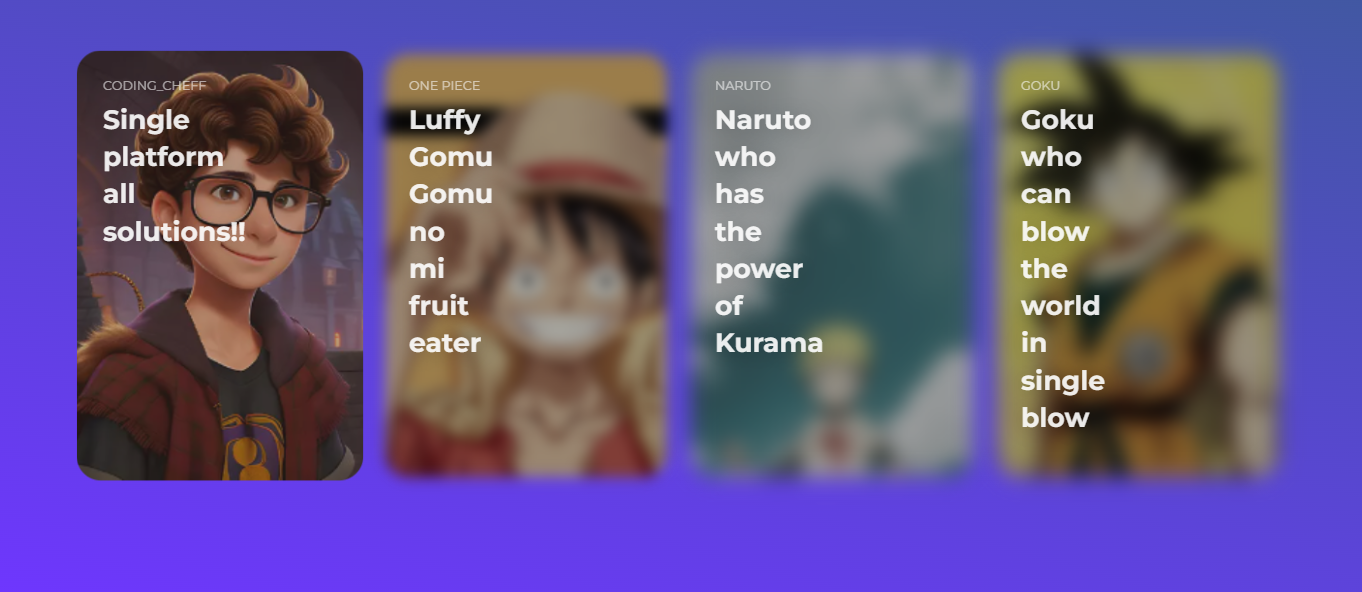 CODING_CHEFF
Single
platform
all
solutions!!
ONE PIECE
Luffy
Gomu
Gomu
no
mi
fruit
eater
NARUTO
Naruto
who
has
the
power
of
Kurama
GOKU
Goku
who
can
blow
the
world
in
single
blow